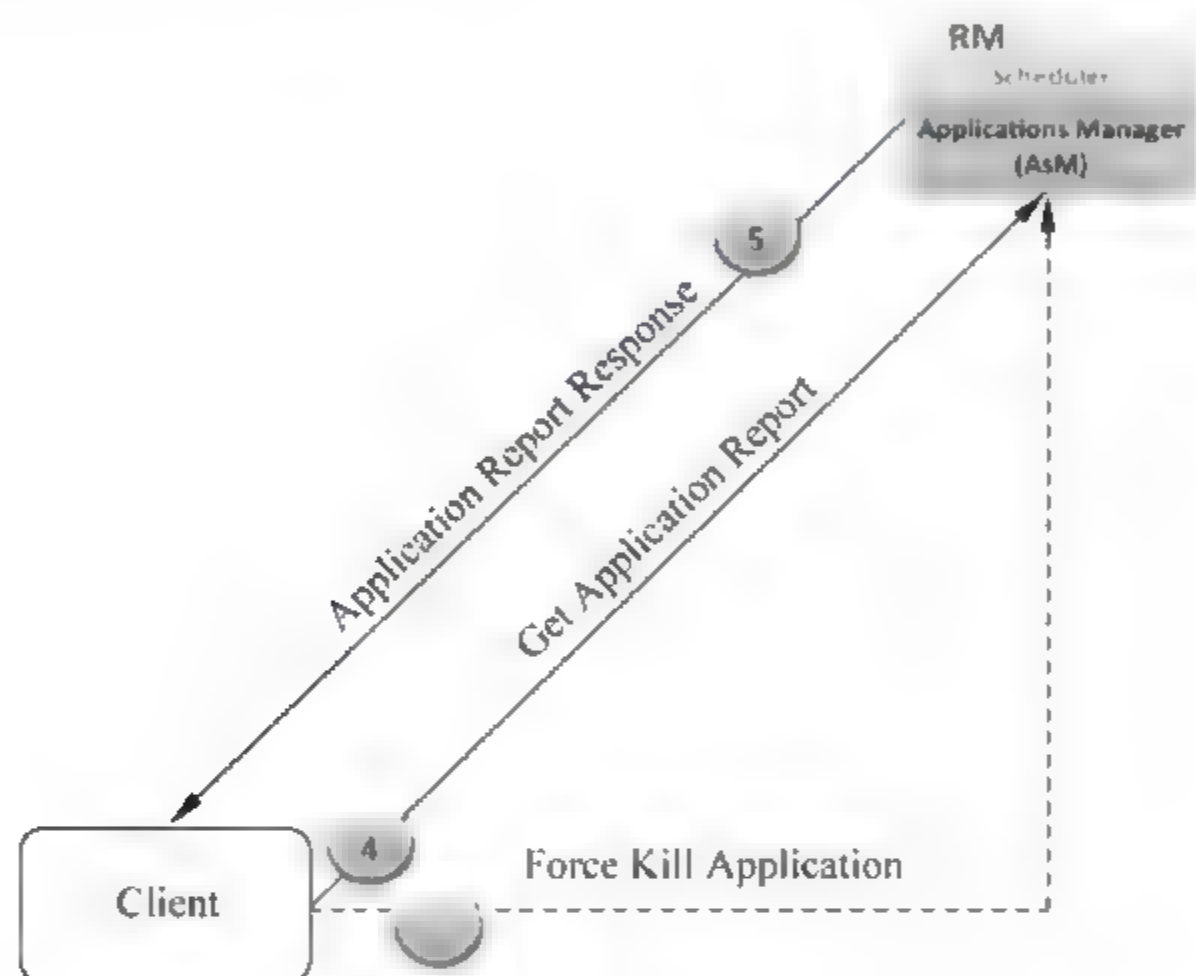 RM
Scheduler
Applications Manager
(AsM)
5
Application Report Response
Get Application Report
4
Force Kill Application
Client